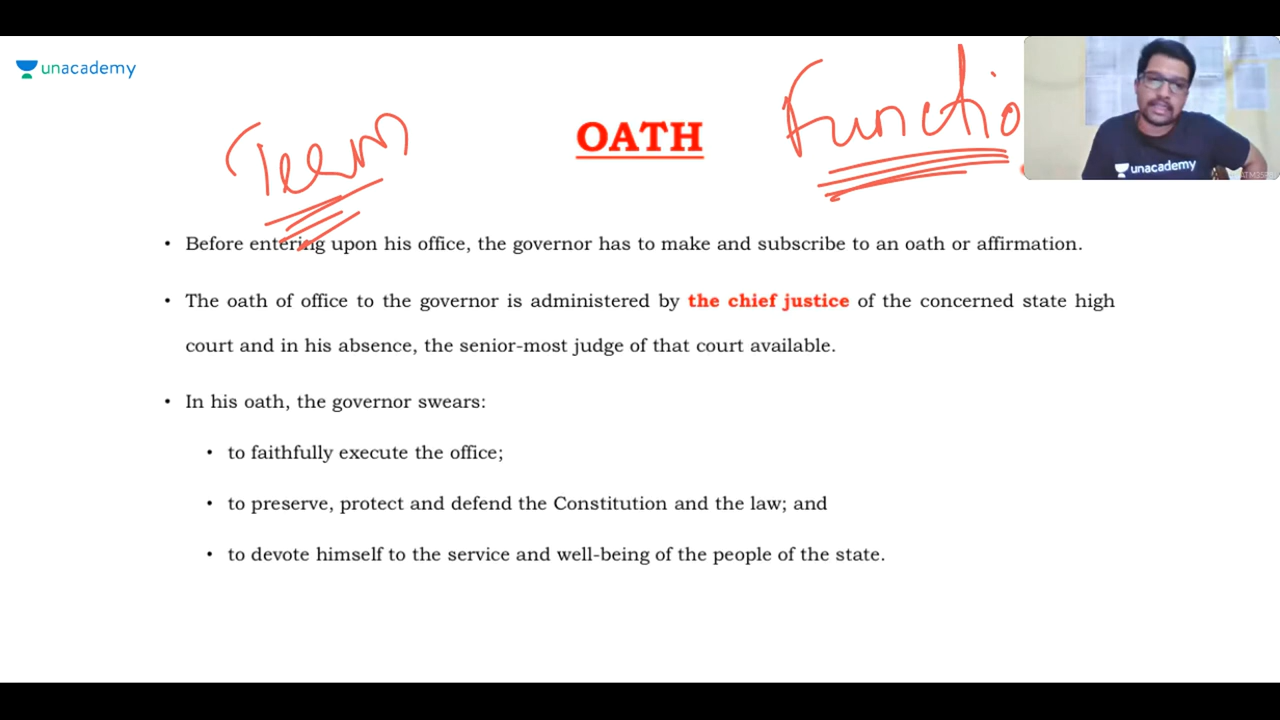 unacademy
Term
OATH
Functio
unacademy
• Before entering upon his office, the governor has to make and subscribe to an oath or affirmation.
• The oath of office to the governor is administered by the chief justice of the concerned state high
court and in his absence, the senior-most judge of that court available.
• In his oath, the governor swears:
• to faithfully execute the office;
• to preserve, protect and defend the Constitution and the law; and
• to devote himself to the service and well-being of the people of the state.